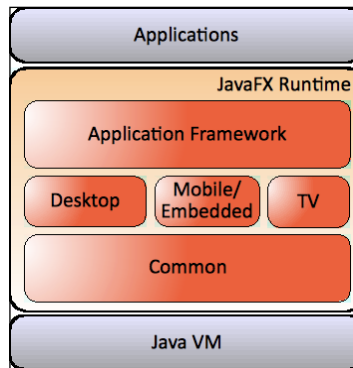 Applications
JavaFX Runtime
Application Framework
Desktop
Mobile/
Embedded
TV
Common
Java VM